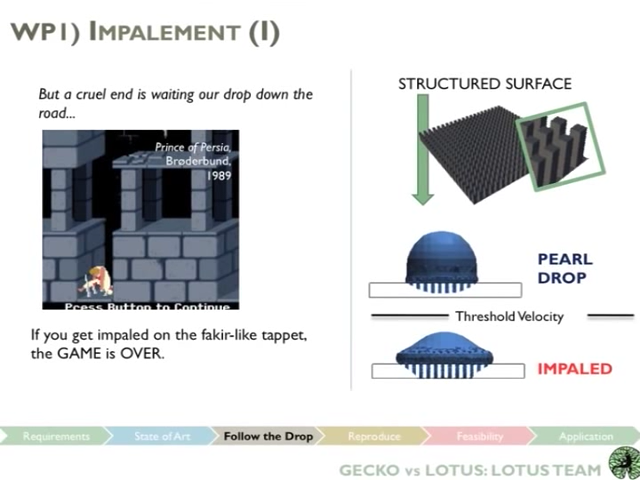 WP1) IMPALEMENT (I)
But a cruel end is waiting our drop down the
road...
Prince of Persia,
Brøderbund,
1989
Press Button to Continue
If you get impaled on the fakir-like tappet,
the GAME is OVER.
STRUCTURED SURFACE
PEARL
DROP
Threshold Velocity
IMPALED
Requirements
State of Art
Follow the Drop
Reproduce
Feasibility
Application
GECKO vs LOTUS: LOTUS TEAM